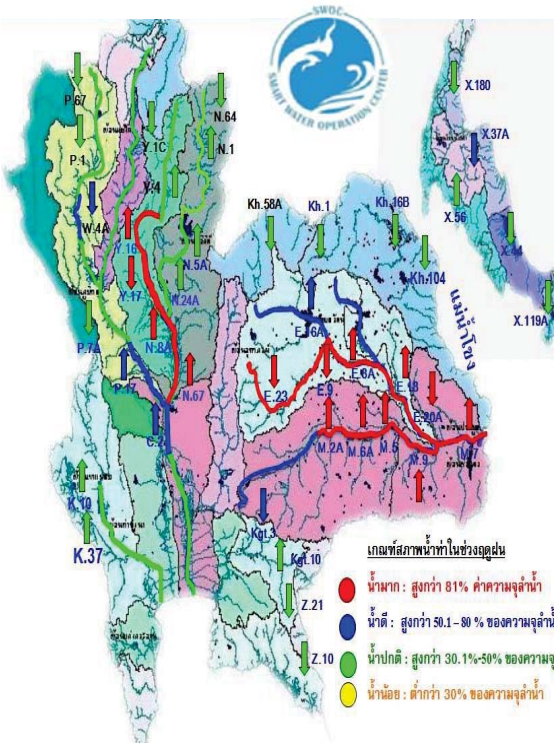 SWOC
SMART WATER OPERATION CENTER
P.67
N.64
X.180
P.1
Y.1C
N.1
X.37A
Y.4
Kh.58A
Kh.1
Kh.16B
W.4A
X.56
X.44
Y.16
N.5A
Kh.104
แม่น้ำโขง
Y.17
N.24A
X.119A
P.7A
N.8A
E.16A
E.8A
P.17
N.67
E.23
E.9
E.18
E.20A
C.2
M.2A
M.6A
M.5
M.9
M.7
K.10
Kgt.3
K.37
Kgt.10
Z.21
Z.10
เกณฑ์สภาพน้ำท่าในช่วงฤดูฝน
น้ำมาก : สูงกว่า 81% ค่าความจุลำน้ำ
น้ำดี : สูงกว่า 50.1 – 80 % ของความจุลำน้ำ
น้ำปกติ : สูงกว่า 30.1%-50% ของความจุ
น้ำน้อย : ต่ำกว่า 30% ของความจุลำน้ำ